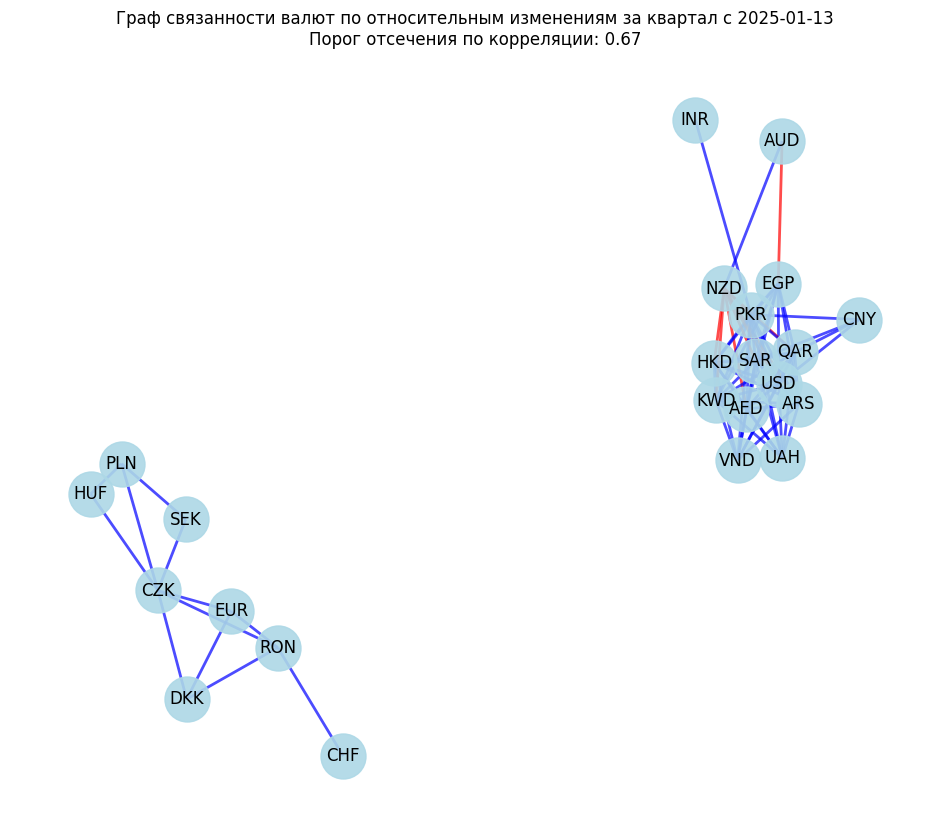 Граф связанности валют по относительным изменениям за квартал с 2025-01-13
Порог отсечения по корреляции: 0.67
INR
AUD
NZD
EGP
PKR
CNY
HKD
SAR
QAR
USD
KWD
AED
ARS
VND
UAH
PLN
HUF
SEK
CZK
EUR
RON
DKK
CHF